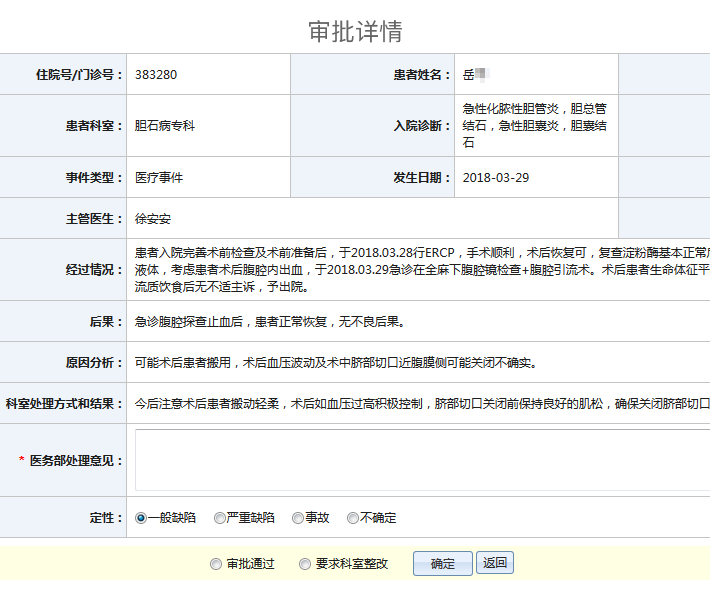 审批详情
住院号/门诊号： 383280 患者姓名： 岳
患者科室： 胆石病专科 入院诊断： 急性化脓性胆管炎，胆总管
结石，急性胆囊炎，胆囊结
石
事件类型： 医疗事件 发生日期： 2018-03-29
主管医生： 徐安安
经过情况： 患者入院完善术前检查及术前准备后，于2018.03.28行ERCP，手术顺利，术后恢复可，复查淀粉酶基本正常
液体，考虑患者术后腹腔内出血，于2018.03.29急诊在全麻下腹腔镜检查+腹腔引流术。术后患者生命体征平
流质饮食后无不适主诉，予出院。
后果： 急诊腹腔探查止血后，患者正常恢复，无不良后果。
原因分析： 可能术后患者搬用，术后血压波动及术中脐部切口近腹膜侧可能关闭不确实。
科室处理方式和结果： 今后注意术后患者搬动轻柔，术后如血压过高积极控制，脐部切口关闭前保持良好的肌松，确保关闭脐部切口
* 医务部处理意见：
定性： 一般缺陷 严重缺陷 事故 不确定
审批通过 要求科室整改 确定 返回